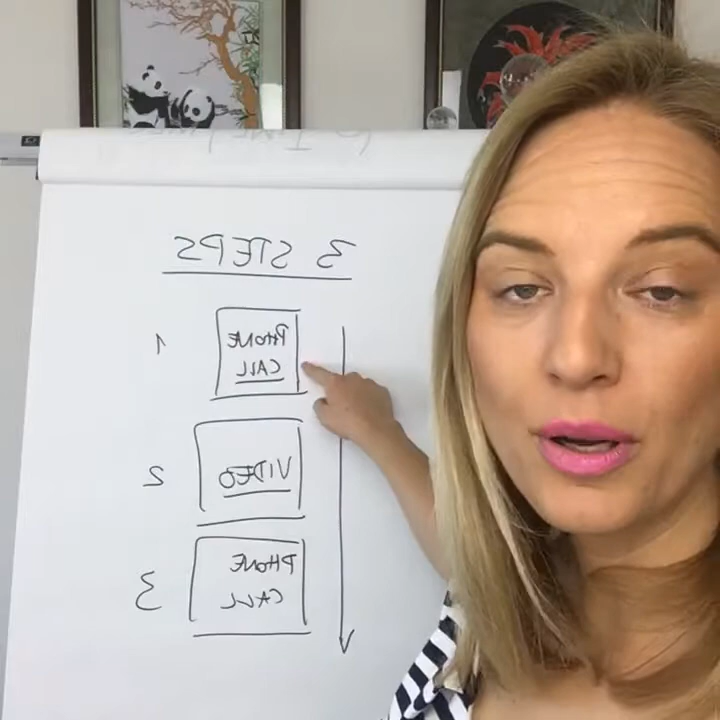 3 STEPS
1
PHONE
CALL
2
VIDEO
3
PHONE
CALL